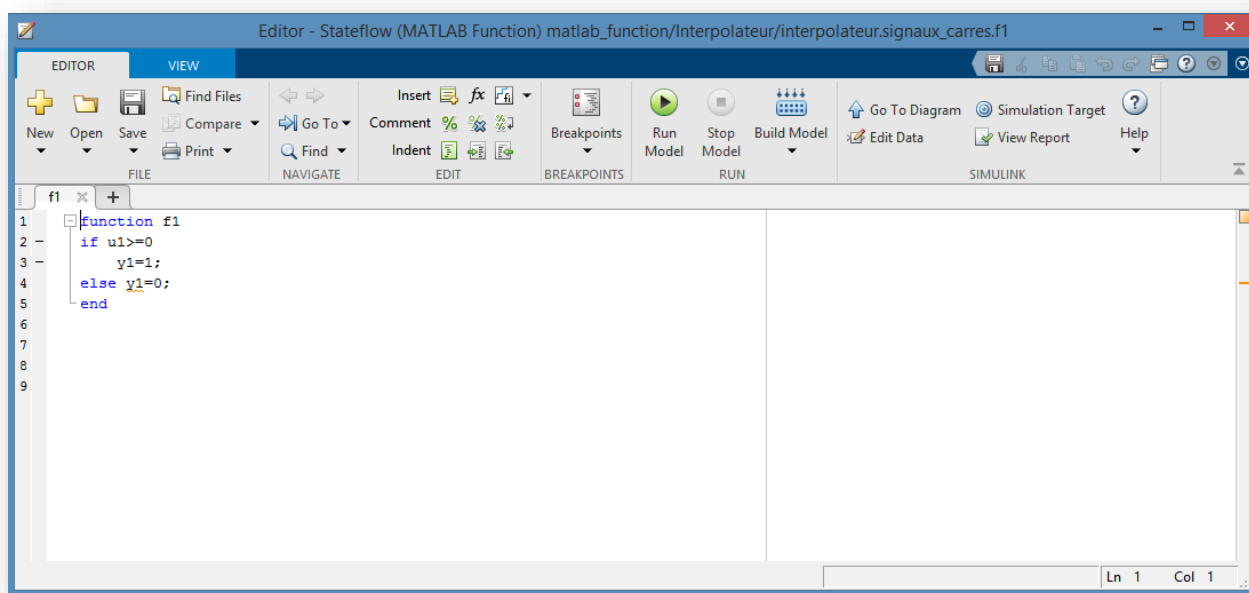 Editor - Stateflow (MATLAB Function) matlab_function/Interpolateur/interpolateur.signaux_carres.f1
EDITOR VIEW
New Open Save Find Files Compare Print
FILE
Go To Find
NAVIGATE
Insert fx
Comment %
Indent
EDIT
Breakpoints
BREAKPOINTS
Run Model Stop Model Build Model
RUN
Go To Diagram Simulation Target
Edit Data View Report
Help
SIMULINK
f1
1 function f1
2 – if u1>=0
3 – y1=1;
4 else y1=0;
5 end
6
7
8
9
Ln 1 Col 1